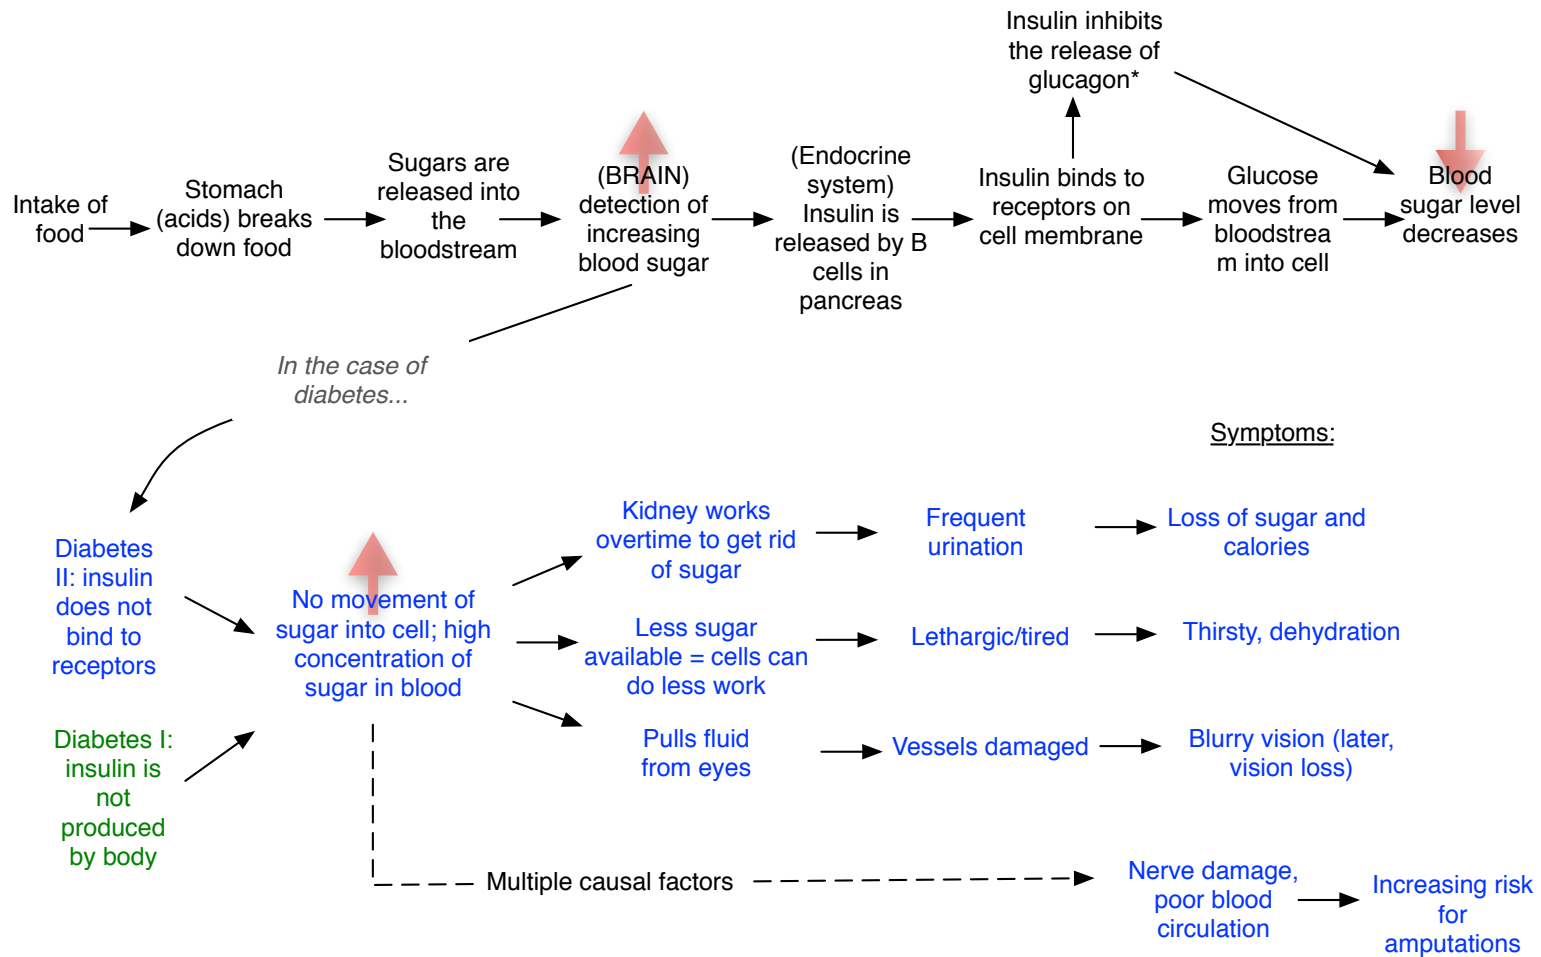 Insulin inhibits
the release of
glucagon*
Intake of
food
Stomach
(acids) breaks
down food
Sugars are
released into
the
bloodstream
(BRAIN)
detection of
increasing
blood sugar
(Endocrine
system)
Insulin is
released by B
cells in
pancreas
Insulin binds to
receptors on
cell membrane
Glucose
moves from
bloodstrea
m into cell
Blood
sugar level
decreases
In the case of
diabetes...
Symptoms:
Diabetes
II: insulin
does not
bind to
receptors
Diabetes I:
insulin is
not
produced
by body
No movement of
sugar into cell; high
concentration of
sugar in blood
Kidney works
overtime to get rid
of sugar
Frequent
urination
Loss of sugar and
calories
Less sugar
available = cells can
do less work
Lethargic/tired
Thirsty, dehydration
Pulls fluid
from eyes
Vessels damaged
Blurry vision (later,
vision loss)
Multiple causal factors
Nerve damage,
poor blood
circulation
Increasing risk
for
amputations